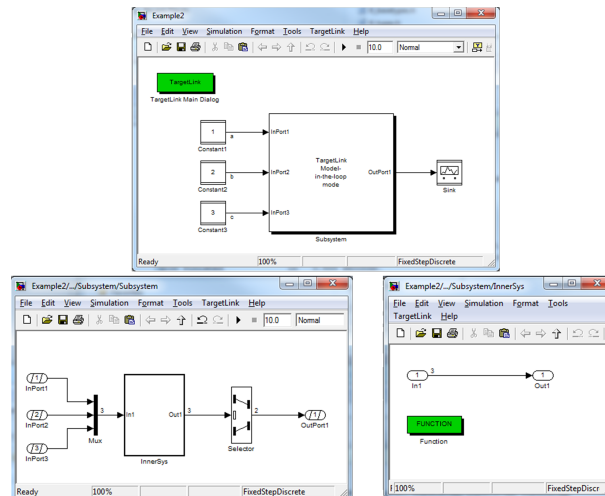 Example2
File Edit View Simulation Format Tools TargetLink Help
10.0 Normal
TargetLink
TargetLink Main Dialog
1 a
Constant1
2 b
Constant2
3 c
Constant3
InPort1
InPort2
InPort3
TargetLink
Model-
in-the-loop
mode
OutPort1
Subsystem
Sink
Ready 100% FixedStepDiscrete
Example2/.../Subsystem/Subsystem
File Edit View Simulation Format Tools TargetLink Help
10.0 Normal
1
InPort1
2
InPort2
3
InPort3
3
Mux
In1 Out1
InnerSys
3
Selector
2
1
OutPort1
Ready 100% FixedStepDiscrete
Example2/.../Subsystem/InnerSys
File Edit View Simulation Format Tools
TargetLink Help
1 3 1
In1 Out1
FUNCTION
Function
100% FixedStepDiscr